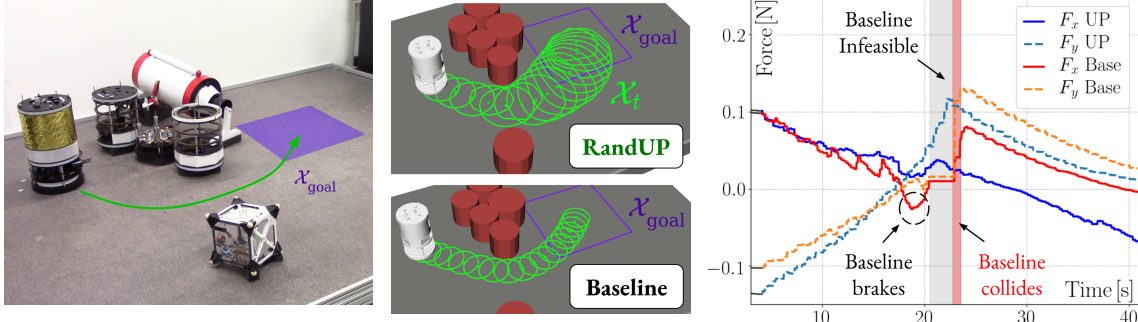 𝒳goal
𝒳goal
𝒳t
RandUP
𝒳goal
Baseline
Force [N]
0.2
0.1
0.0
−0.1
10
20
30
40
Time [s]
Baseline
Infeasible
Baseline
brakes
Baseline
collides
Fx UP
Fy UP
Fx Base
Fy Base